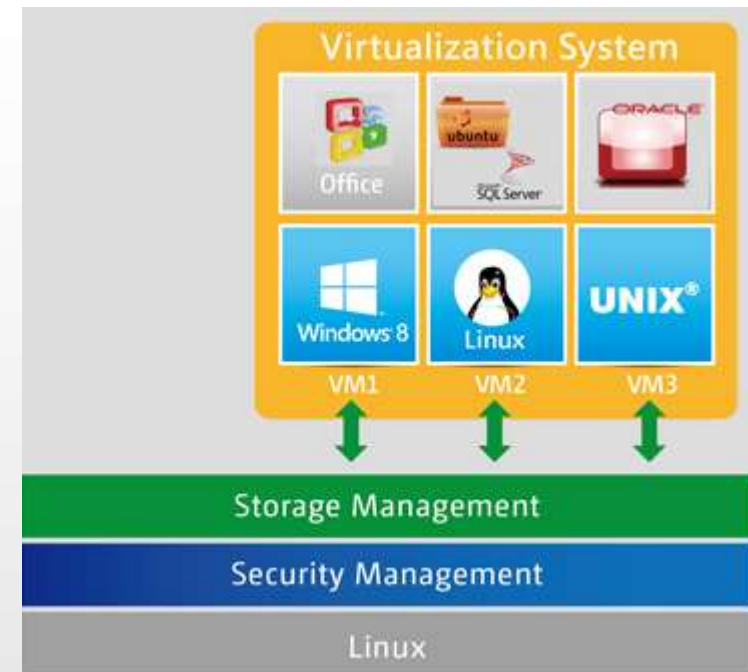 Virtualization System
Office
ubuntu
SQL Server
ORACLE
Windows 8
Linux
UNIX®
VM1 VM2 VM3
Storage Management
Security Management
Linux